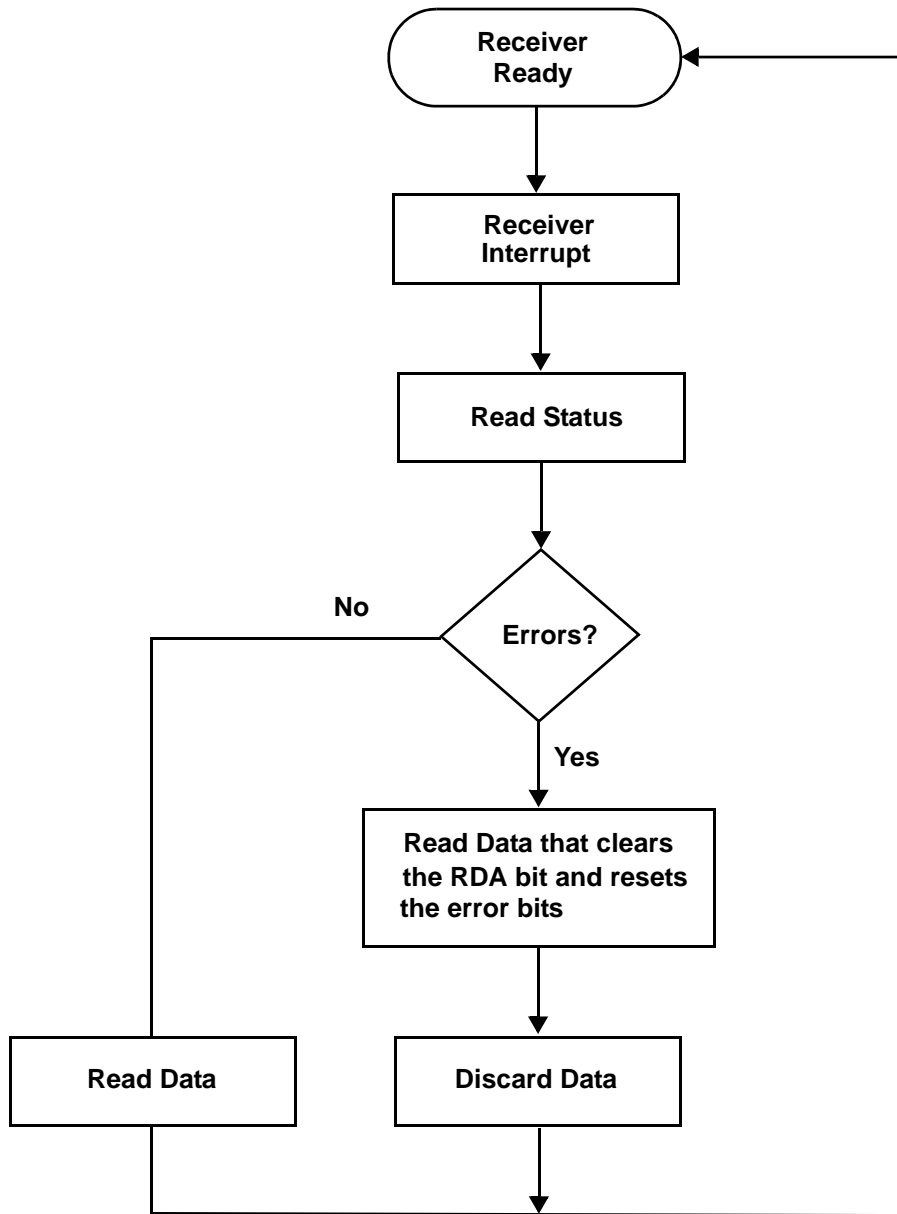 Receiver
Ready
Receiver
Interrupt
Read Status
Errors?
No
Yes
Read Data that clears
the RDA bit and resets
the error bits
Read Data
Discard Data